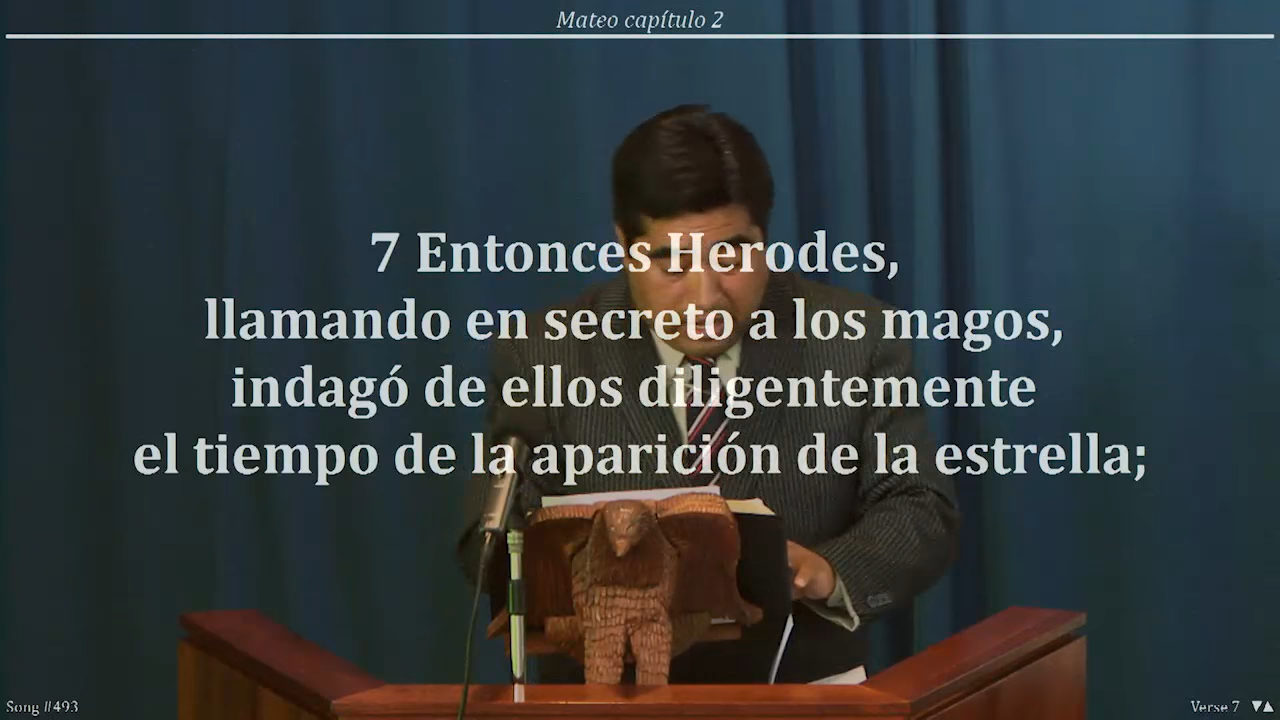 Mateo capítulo 2
7 Entonces Herodes,
llamando en secreto a los magos,
indagó de ellos diligentemente
el tiempo de la aparición de la estrella;
Song #493
Verse 7 ▼▲